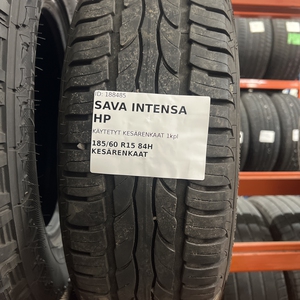 ID: 188485
SAVA INTENSA
HP
KÄYTETYT KESÄRENKAAT 1kpl
185/60 R15 84H
KESÄRENKAAT